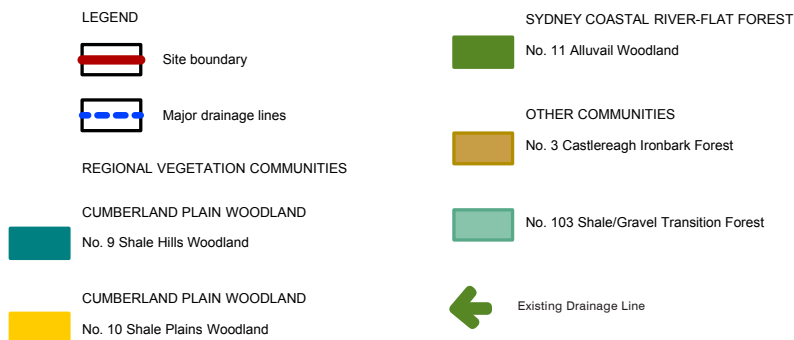 LEGEND
Site boundary
Major drainage lines
REGIONAL VEGETATION COMMUNITIES
CUMBERLAND PLAIN WOODLAND
No. 9 Shale Hills Woodland
CUMBERLAND PLAIN WOODLAND
No. 10 Shale Plains Woodland
SYDNEY COASTAL RIVER-FLAT FOREST
No. 11 Alluvail Woodland
OTHER COMMUNITIES
No. 3 Castlereagh Ironbark Forest
No. 103 Shale/Gravel Transition Forest
Existing Drainage Line